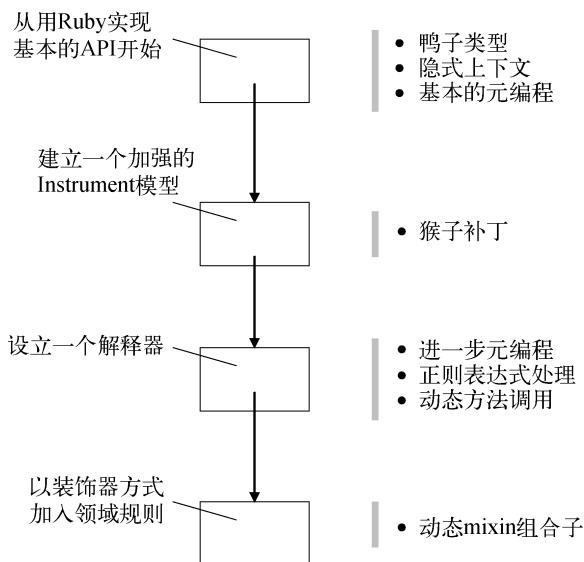 从用Ruby实现
基本的API开始
• 鸭子类型
• 隐式上下文
• 基本的元编程
建立一个加强的
Instrument模型
• 猴子补丁
设立一个解释器
• 进一步元编程
• 正则表达式处理
• 动态方法调用
以装饰器方式
加入领域规则
• 动态mixin组合子